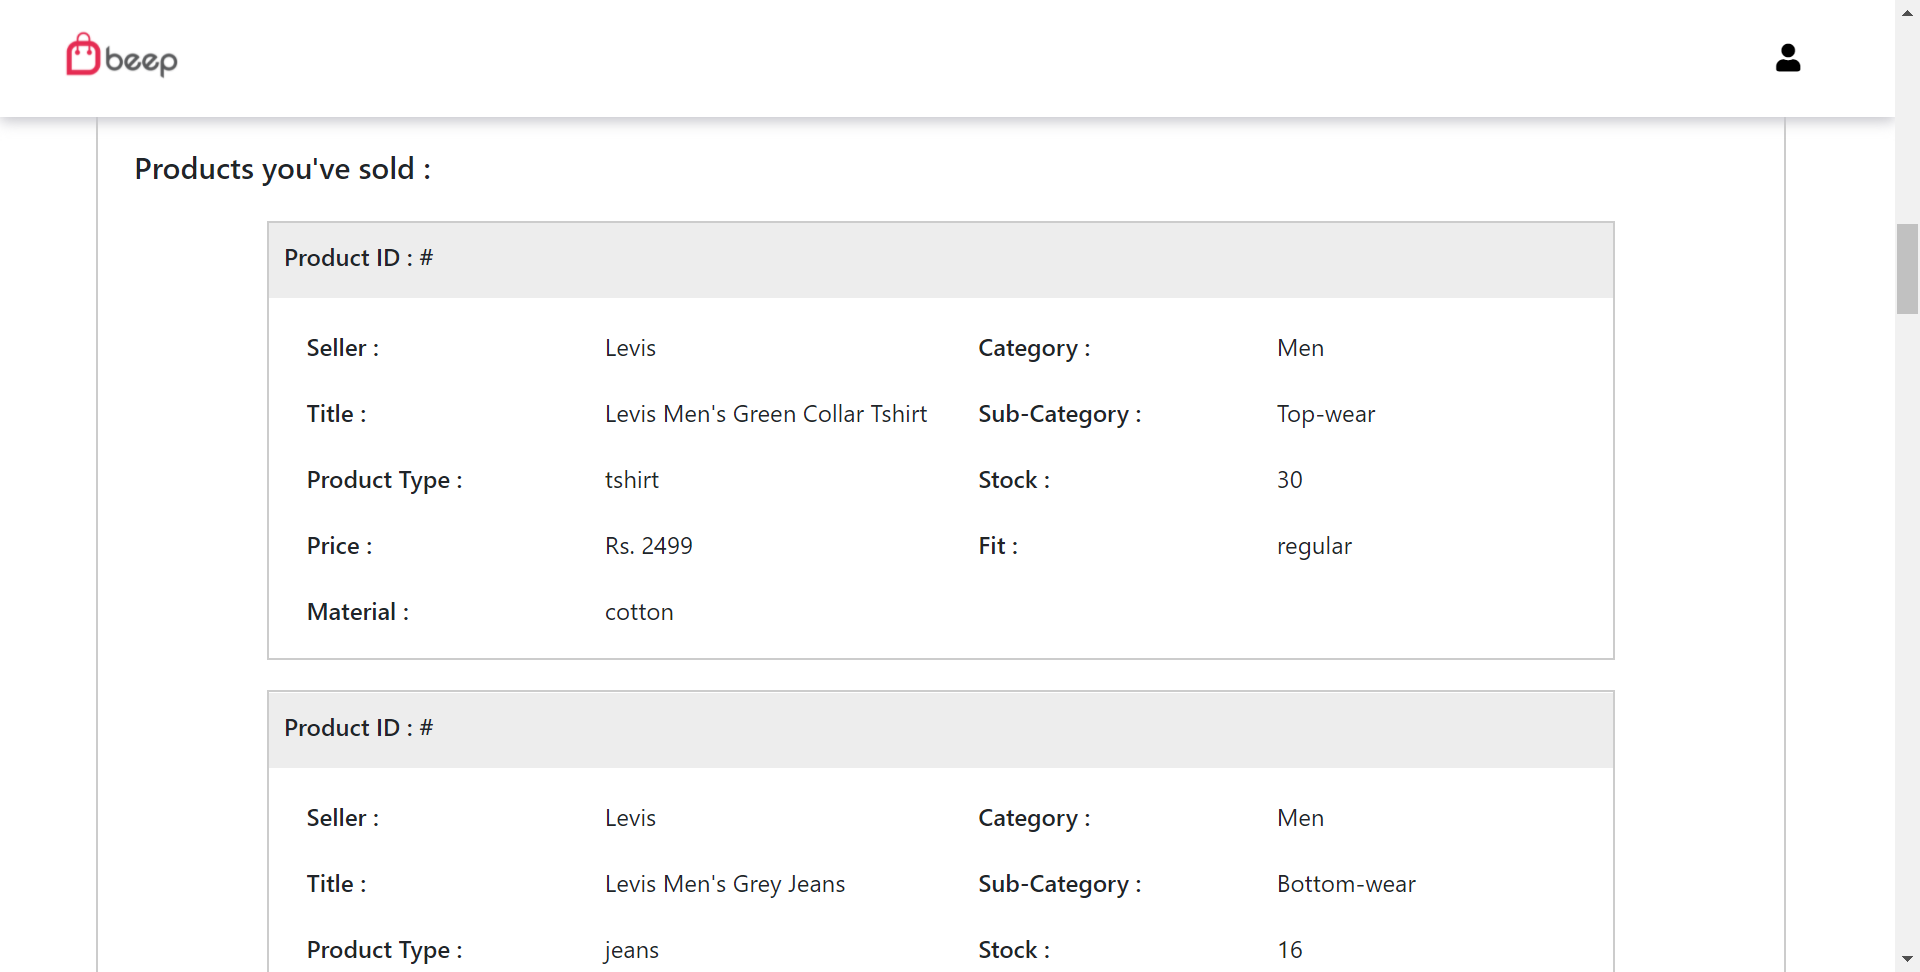 beep
Products you've sold :
Product ID : #
Seller : Levis Category : Men
Title : Levis Men's Green Collar Tshirt Sub-Category : Top-wear
Product Type : tshirt Stock : 30
Price : Rs. 2499 Fit : regular
Material : cotton
Product ID : #
Seller : Levis Category : Men
Title : Levis Men's Grey Jeans Sub-Category : Bottom-wear
Product Type : jeans Stock : 16